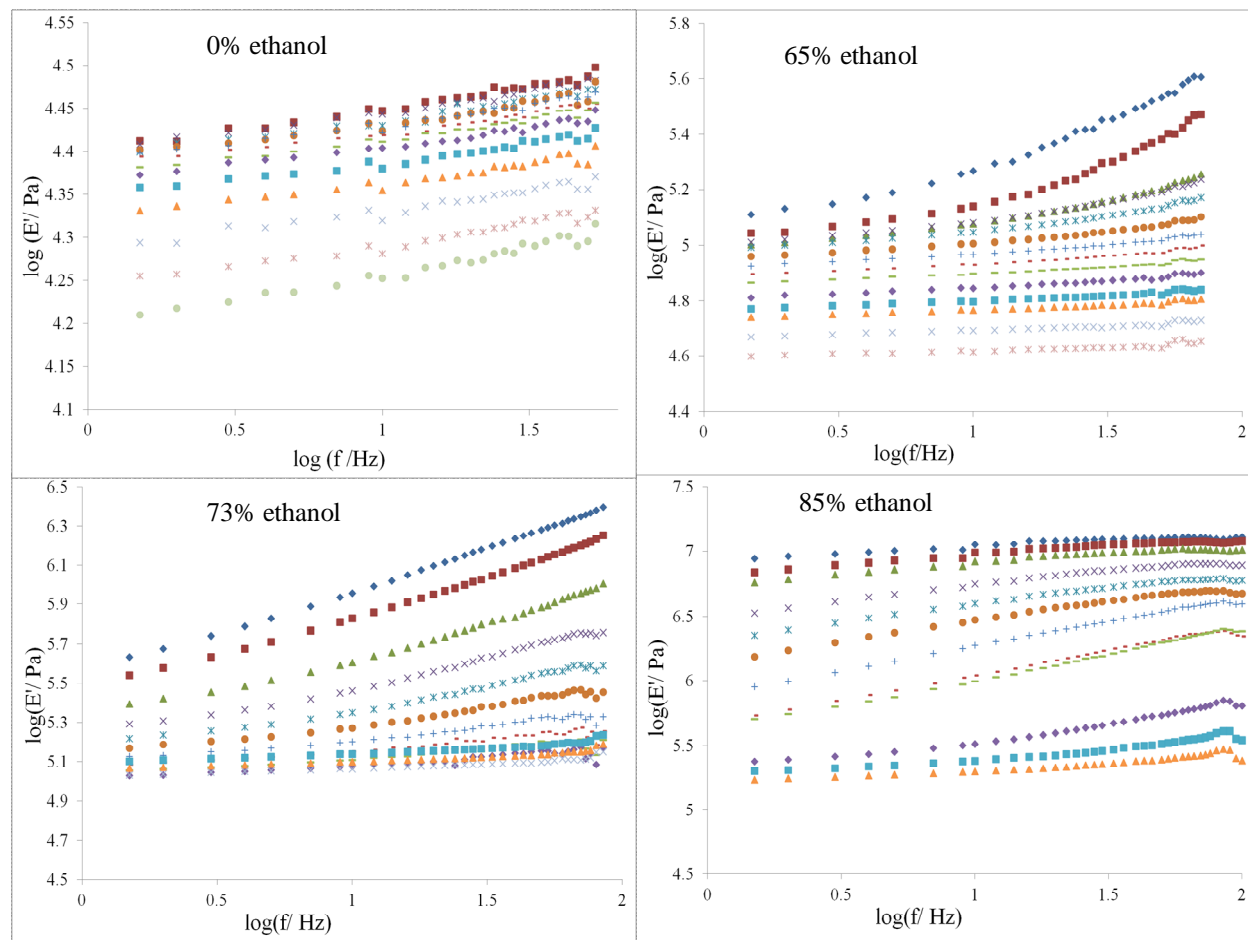 0% ethanol
log (E'/ Pa)
4.55
4.5
4.45
4.4
4.35
4.3
4.25
4.2
4.15
4.1
0 0.5 1 1.5
log (f /Hz)
65% ethanol
log(E'/ Pa)
5.8
5.6
5.4
5.2
5
4.8
4.6
4.4
0 0.5 1 1.5 2
log(f/Hz)
73% ethanol
log(E'/ Pa)
6.5
6.3
6.1
5.9
5.7
5.5
5.3
5.1
4.9
4.7
4.5
0 0.5 1 1.5 2
log(f/ Hz)
85% ethanol
log(E'/ Pa)
7.5
7
6.5
6
5.5
5
4.5
0 0.5 1 1.5 2
log(f/ Hz)